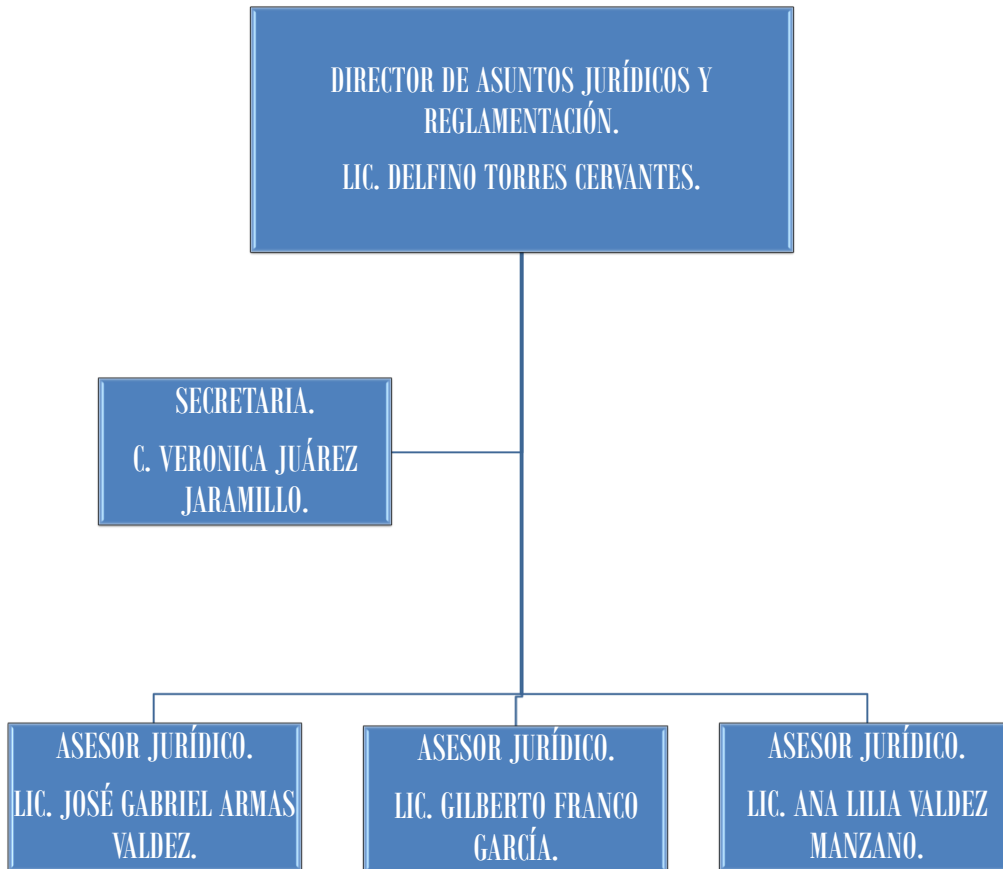 DIRECTOR DE ASUNTOS JURÍDICOS Y
REGLAMENTACIÓN.
LIC. DELFINO TORRES CERVANTES.
SECRETARIA.
C. VERONICA JUÁREZ
JARAMILLO.
ASESOR JURÍDICO.
LIC. JOSÉ GABRIEL ARMAS
VALDEZ.
ASESOR JURÍDICO.
LIC. GILBERTO FRANCO
GARCÍA.
ASESOR JURÍDICO.
LIC. ANA LILIA VALDEZ
MANZANO.